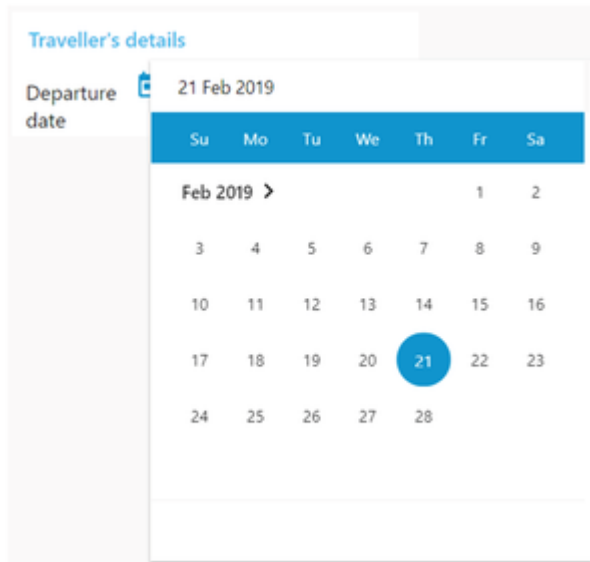 Traveller's details
Departure
date
21 Feb 2019
Su Mo Tu We Th Fr Sa
Feb 2019 1 2
3 4 5 6 7 8 9
10 11 12 13 14 15 16
17 18 19 20 21 22 23
24 25 26 27 28